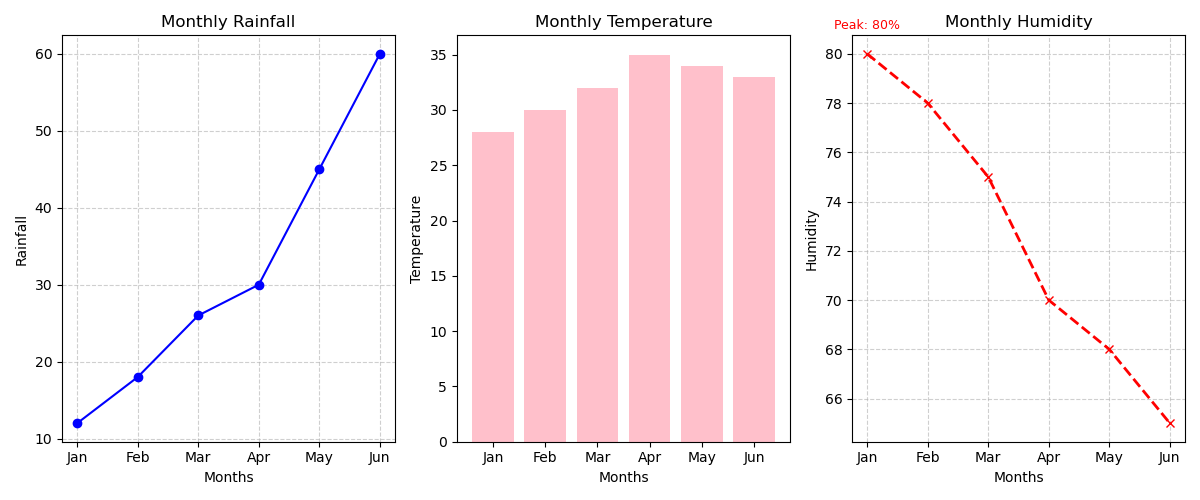 Monthly Rainfall
60
50
40
30
20
10
Rainfall
Jan Feb Mar Apr May Jun
Months
Monthly Temperature
35
30
25
20
15
10
5
0
Temperature
Jan Feb Mar Apr May Jun
Months
Monthly Humidity
Peak: 80%
80
78
76
74
72
70
68
66
Humidity
Jan Feb Mar Apr May Jun
Months